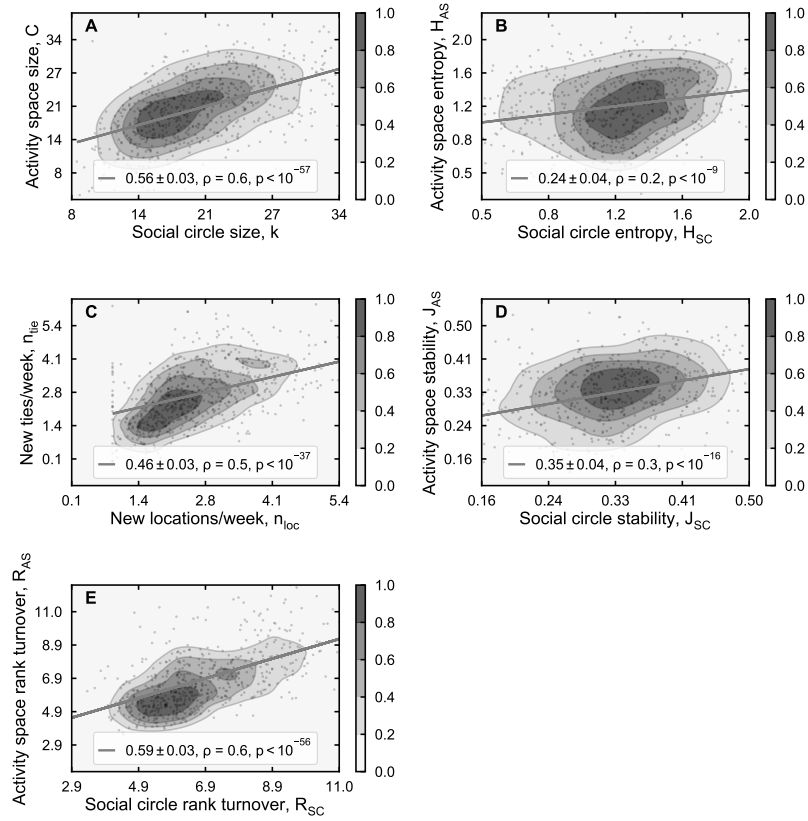 A
Activity space size, C
34
27
21
14
8
0.56 ± 0.03, ρ = 0.6, p < 10⁻⁵⁷
8 14 21 27 34
Social circle size, k
1.0
0.8
0.6
0.4
0.2
0.0
B
Activity space entropy, H_AS
2.0
1.6
1.2
0.8
0.5
0.24 ± 0.04, ρ = 0.2, p < 10⁻⁹
0.5 0.8 1.2 1.6 2.0
Social circle entropy, H_SC
1.0
0.8
0.6
0.4
0.2
0.0
C
New ties/week, n_tie
5.4
4.1
2.8
1.4
0.1
0.46 ± 0.03, ρ = 0.5, p < 10⁻³⁷
0.1 1.4 2.8 4.1 5.4
New locations/week, n_loc
1.0
0.8
0.6
0.4
0.2
0.0
D
Activity space stability, J_AS
0.50
0.41
0.33
0.24
0.16
0.35 ± 0.04, ρ = 0.3, p < 10⁻¹⁶
0.16 0.24 0.33 0.41 0.50
Social circle stability, J_SC
1.0
0.8
0.6
0.4
0.2
0.0
E
Activity space rank turnover, R_AS
11.0
8.9
6.9
4.9
2.9
0.59 ± 0.03, ρ = 0.6, p < 10⁻⁵⁶
2.9 4.9 6.9 8.9 11.0
Social circle rank turnover, R_SC
1.0
0.8
0.6
0.4
0.2
0.0